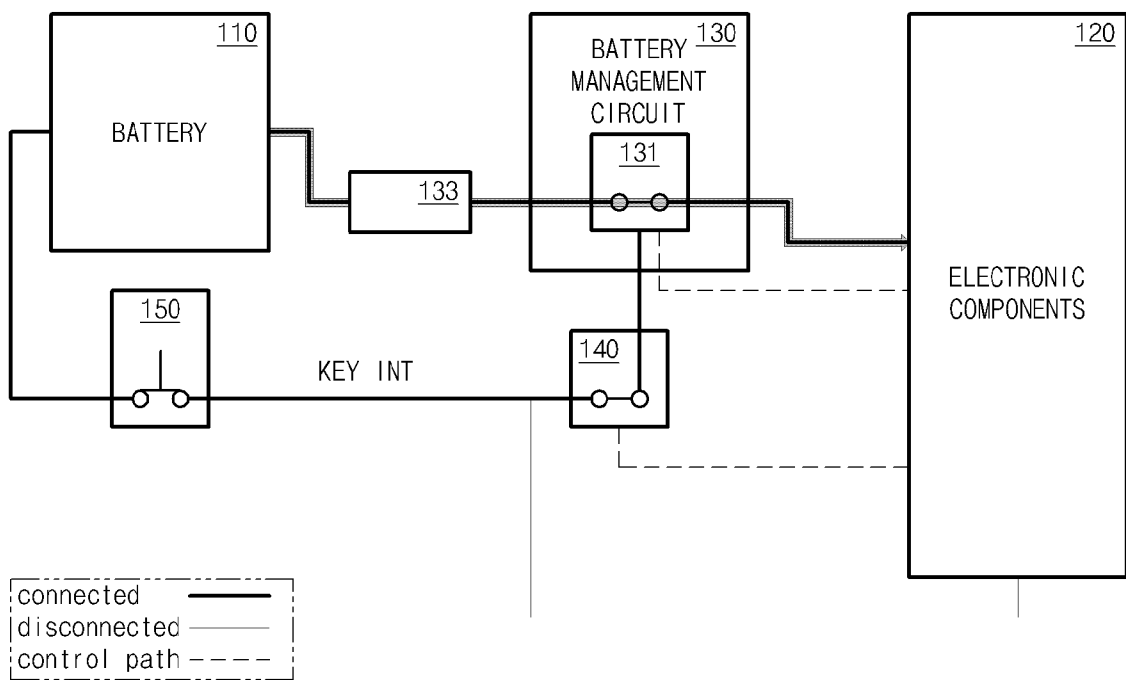 110
BATTERY
130
BATTERY
MANAGEMENT
CIRCUIT
131
133
120
ELECTRONIC
COMPONENTS
150
KEY INT
140
connected
disconnected
control path